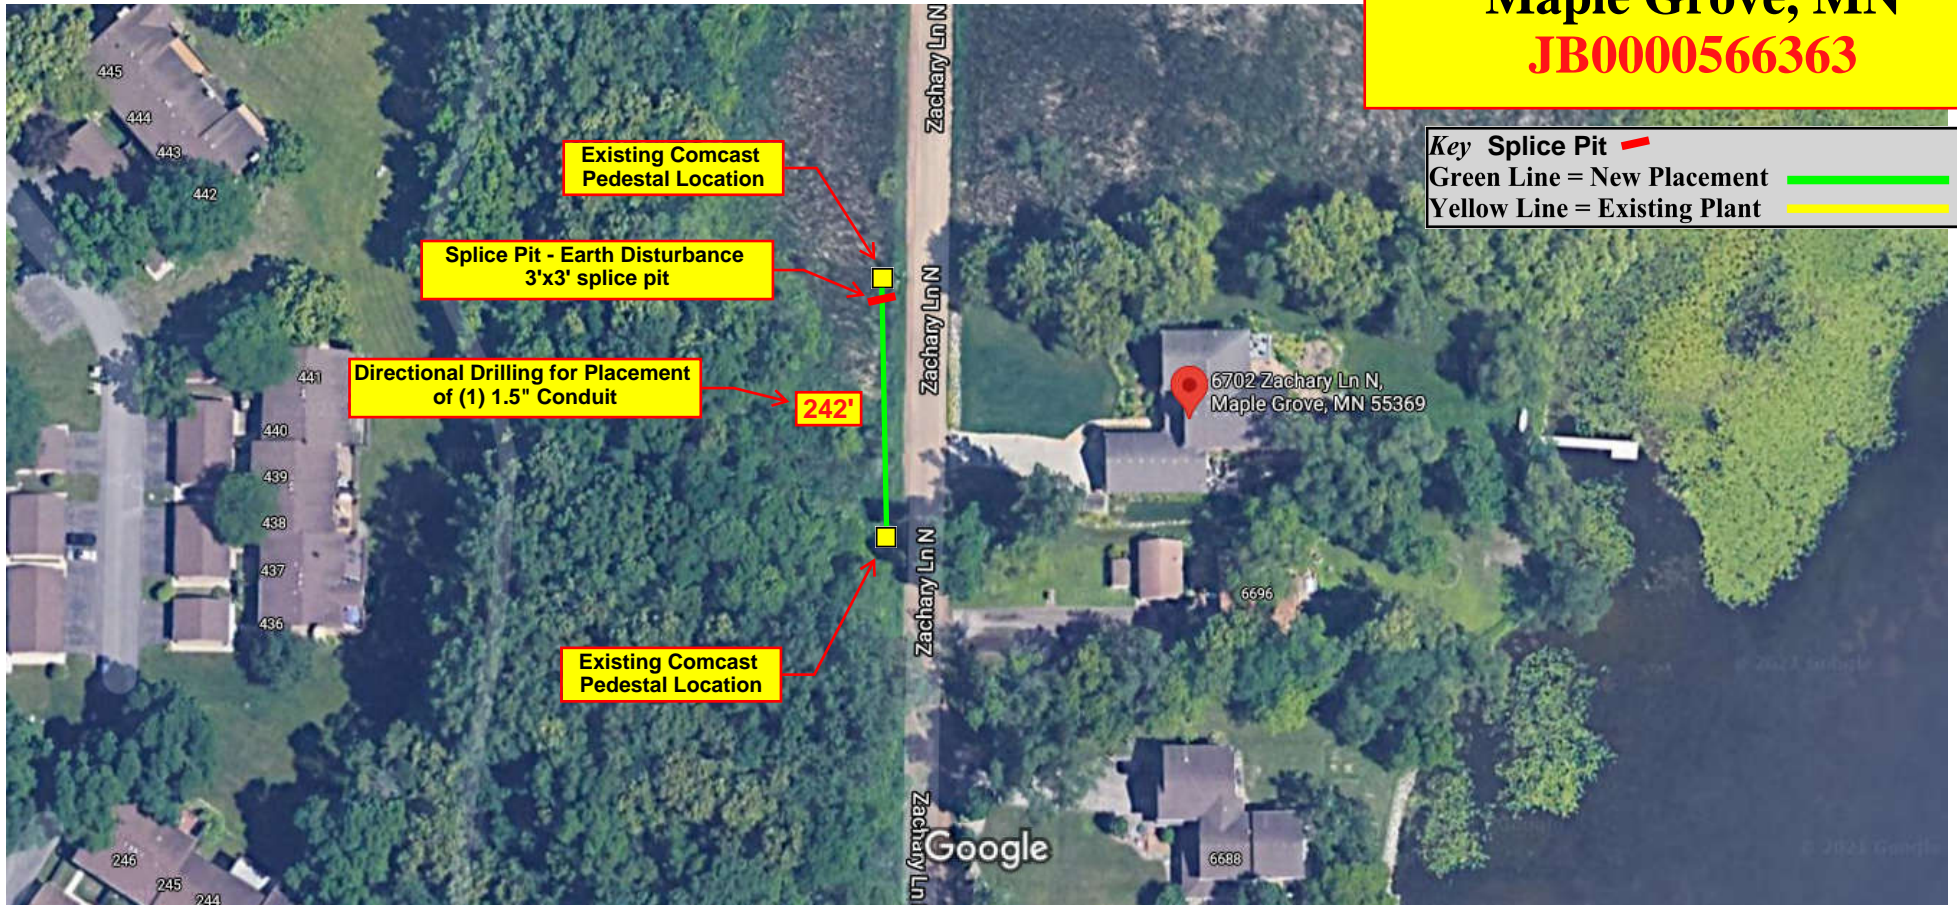 Maple Grove, MN
JB0000566363
Key Splice Pit
Green Line = New Placement
Yellow Line = Existing Plant
Zachary Ln N
445
444
443
442
Existing Comcast
Pedestal Location
Splice Pit - Earth Disturbance
3'x3' splice pit
Zachary Ln N
Directional Drilling for Placement
of (1) 1.5" Conduit
242'
6702 Zachary Ln N,
Maple Grove, MN 55369
441
440
439
438
437
436
Zachary Ln N
6696
Existing Comcast
Pedestal Location
Zachary Ln
Google
6688
246
245
244